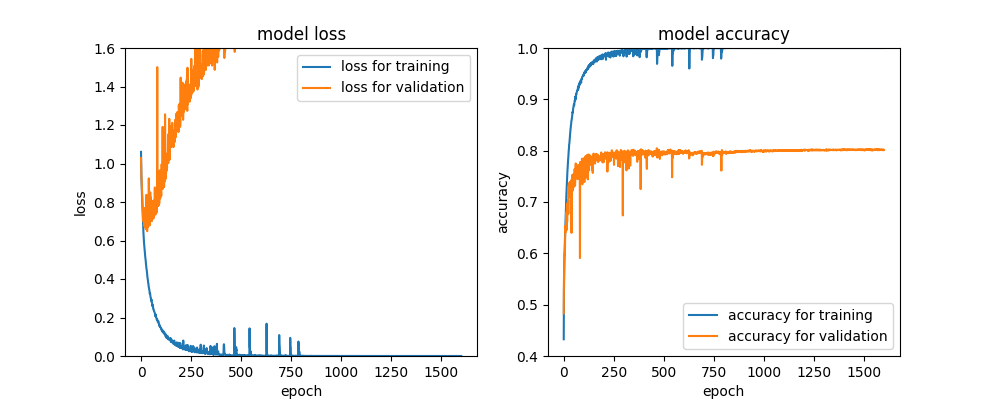 model loss
loss
1.6
1.4
1.2
1.0
0.8
0.6
0.4
0.2
0.0
loss for training
loss for validation
0 250 500 750 1000 1250 1500
epoch
model accuracy
accuracy
1.0
0.9
0.8
0.7
0.6
0.5
0.4
accuracy for training
accuracy for validation
0 250 500 750 1000 1250 1500
epoch